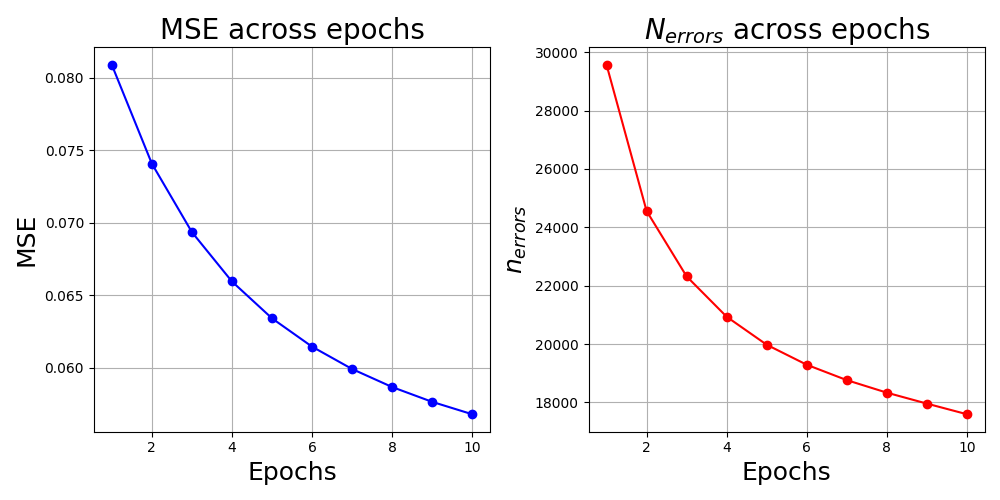 MSE across epochs
0.080
0.075
0.070
0.065
0.060
MSE
2 4 6 8 10
Epochs
N_errors across epochs
30000
28000
26000
24000
22000
20000
18000
n_errors
2 4 6 8 10
Epochs